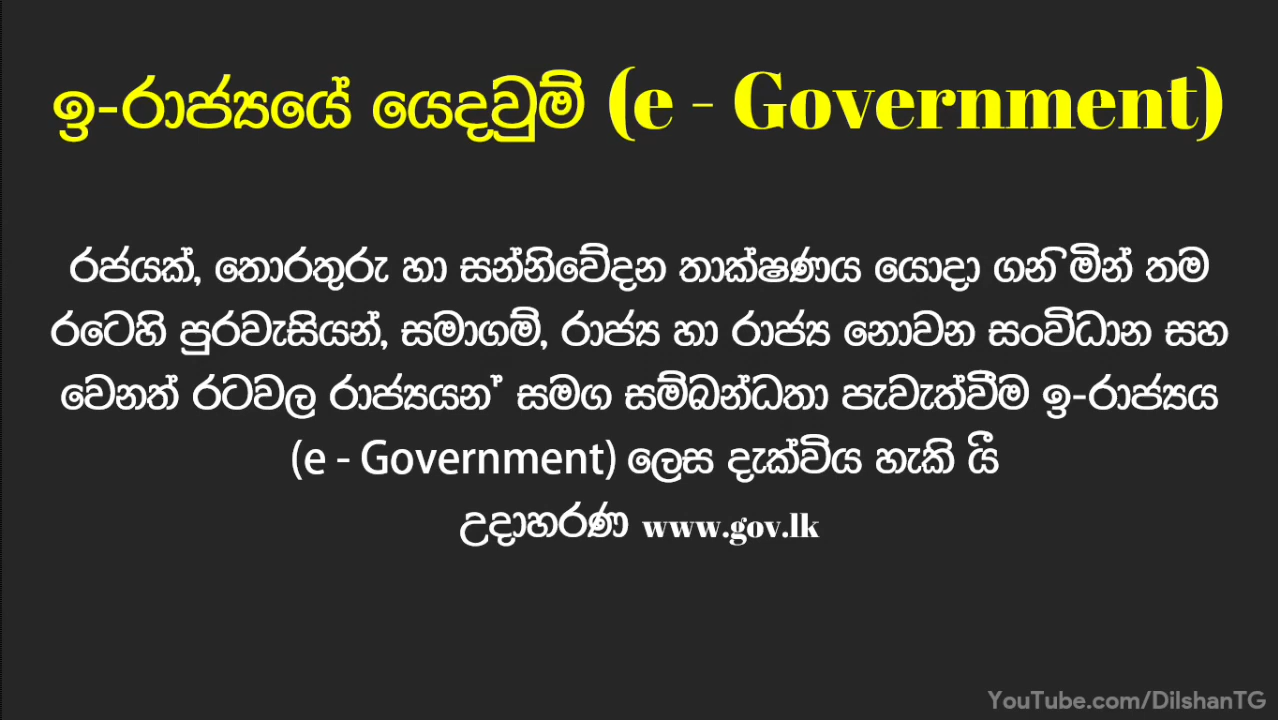 ඉ-රාජ්‍යයේ යෙදවුම් (e - Government)
රජයක්, තොරතුරු හා සන්නිවේදන තාක්ෂණය යොදා ගනිමින් තම
රටෙහි පුරවැසියන්, සමාගම්, රාජ්‍ය හා රාජ්‍ය නොවන සංවිධාන සහ
වෙනත් රටවල රාජ්‍යයන් සමග සම්බන්ධතා පැවැත්වීම ඉ-රාජ්‍යය
(e - Government) ලෙස දැක්විය හැකි යී
උදාහරණ www.gov.lk
YouTube.com/DilshanTG